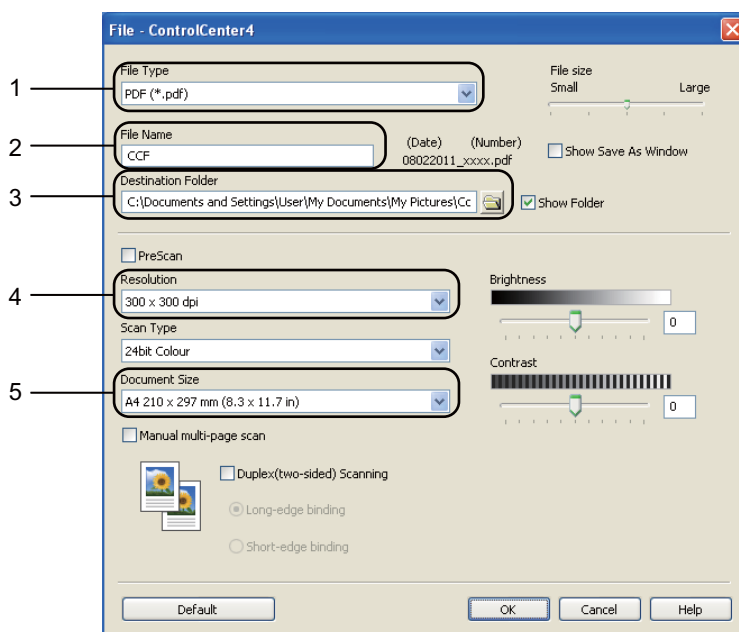 File - ControlCenter4
1
File Type
PDF (*.pdf)
File size
Small Large
2
File Name
CCF
(Date) (Number)
08022011_xxxx.pdf
Show Save As Window
3
Destination Folder
C:\Documents and Settings\User\My Documents\My Pictures\Cc
Show Folder
PreScan
4
Resolution
300 x 300 dpi
Brightness
0
Scan Type
24bit Colour
Contrast
0
5
Document Size
A4 210 x 297 mm (8.3 x 11.7 in)
Manual multi-page scan
Duplex(two-sided) Scanning
Long-edge binding
Short-edge binding
Default OK Cancel Help